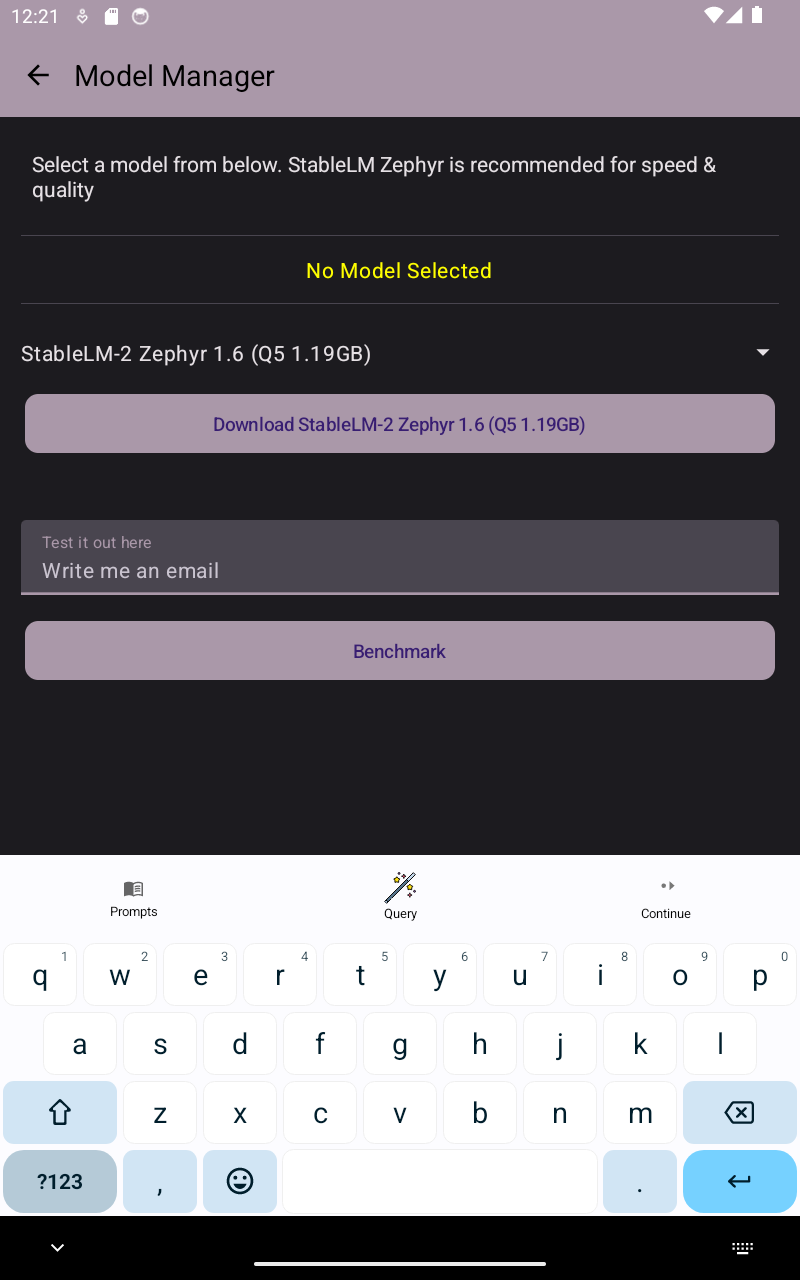 12:21
Model Manager
Select a model from below. StableLM Zephyr is recommended for speed &
quality
No Model Selected
StableLM-2 Zephyr 1.6 (Q5 1.19GB)
Download StableLM-2 Zephyr 1.6 (Q5 1.19GB)
Test it out here
Write me an email
Benchmark
Prompts Query Continue
q 1 w 2 e 3 r 4 t 5 y 6 u 7 i 8 o 9 p 0
a s d f g h j k l
z x c v b n m
?123 , .